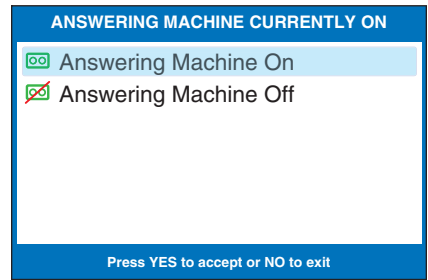 ANSWERING MACHINE CURRENTLY ON
Answering Machine On
Answering Machine Off
Press YES to accept or NO to exit